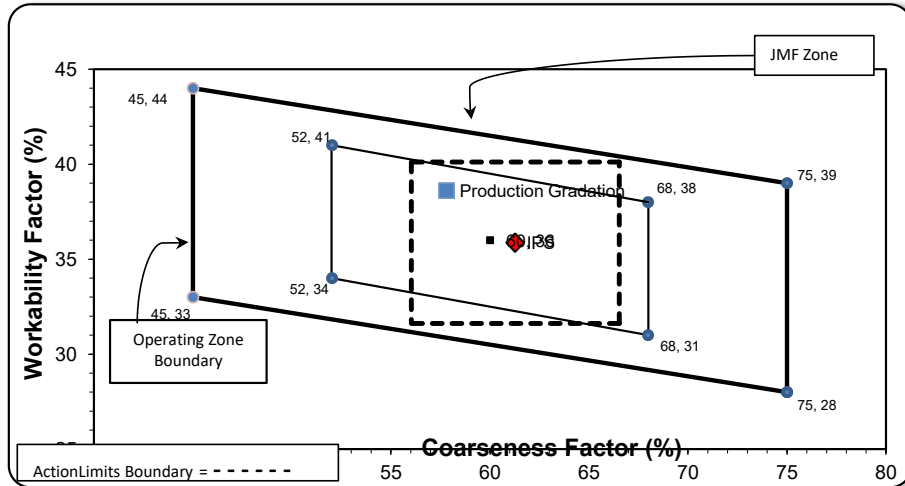 JMF Zone
45
45, 44
52, 41
40
75, 39
Production Gradation
68, 38
Workability Factor (%)
IPS
35
52, 34
45, 33
Operating Zone
Boundary
68, 31
30
75, 28
Coarseness Factor (%)
ActionLimits Boundary =
55
60
65
70
75
80